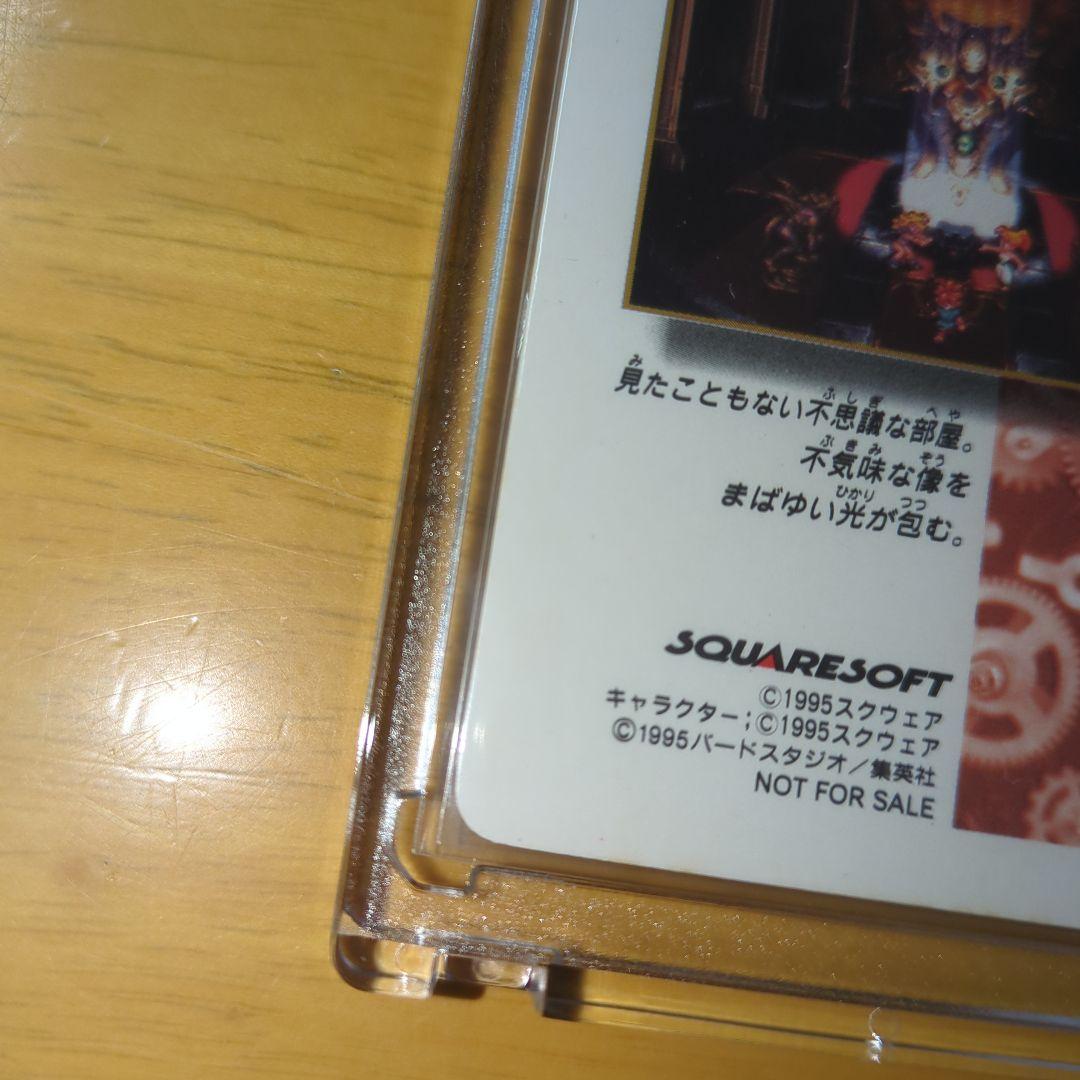 見たこともない不思議な部屋。
不気味な像を
まばゆい光が包む。
SQUARESOFT
©1995スクウェア
キャラクター;©1995スクウェア
©1995バードスタジオ/集英社
NOT FOR SALE